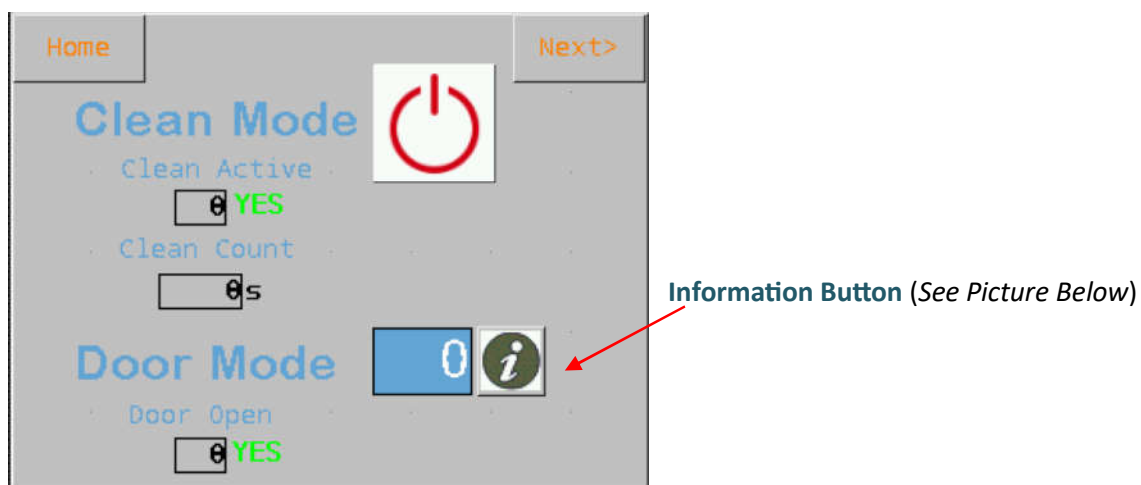 Home Next>
Clean Mode
Clean Active
0 YES
Clean Count
0s
Information Button (See Picture Below)
Door Mode 0 i
Door Open
0 YES